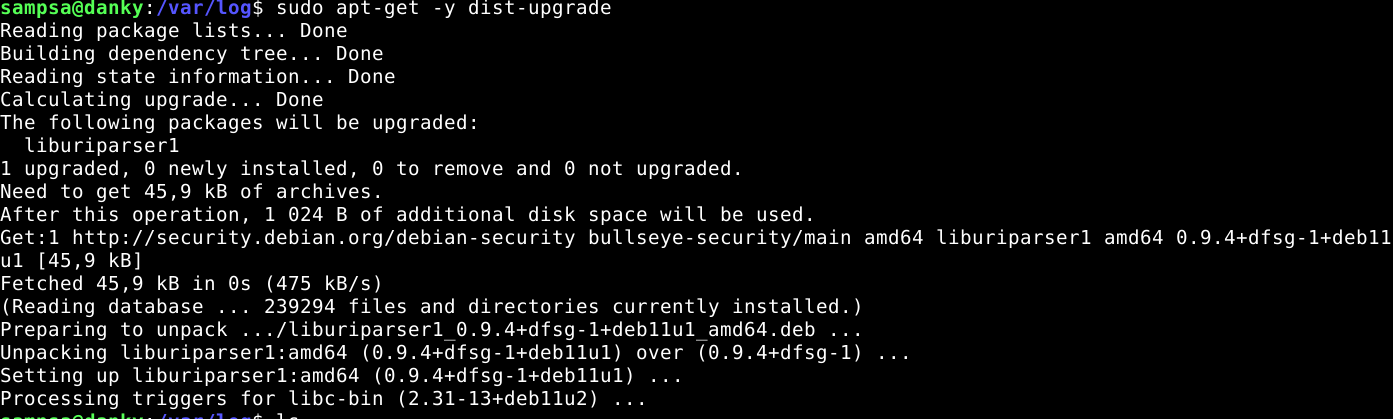 sampsa@danky:/var/log$ sudo apt-get -y dist-upgrade
Reading package lists... Done
Building dependency tree... Done
Reading state information... Done
Calculating upgrade... Done
The following packages will be upgraded:
  liburiparser1
1 upgraded, 0 newly installed, 0 to remove and 0 not upgraded.
Need to get 45,9 kB of archives.
After this operation, 1 024 B of additional disk space will be used.
Get:1 http://security.debian.org/debian-security bullseye-security/main amd64 liburiparser1 amd64 0.9.4+dfsg-1+deb11
u1 [45,9 kB]
Fetched 45,9 kB in 0s (475 kB/s)
(Reading database ... 239294 files and directories currently installed.)
Preparing to unpack .../liburiparser1_0.9.4+dfsg-1+deb11u1_amd64.deb ...
Unpacking liburiparser1:amd64 (0.9.4+dfsg-1+deb11u1) over (0.9.4+dfsg-1) ...
Setting up liburiparser1:amd64 (0.9.4+dfsg-1+deb11u1) ...
Processing triggers for libc-bin (2.31-13+deb11u2) ...
sampsa@danky:/var/log$